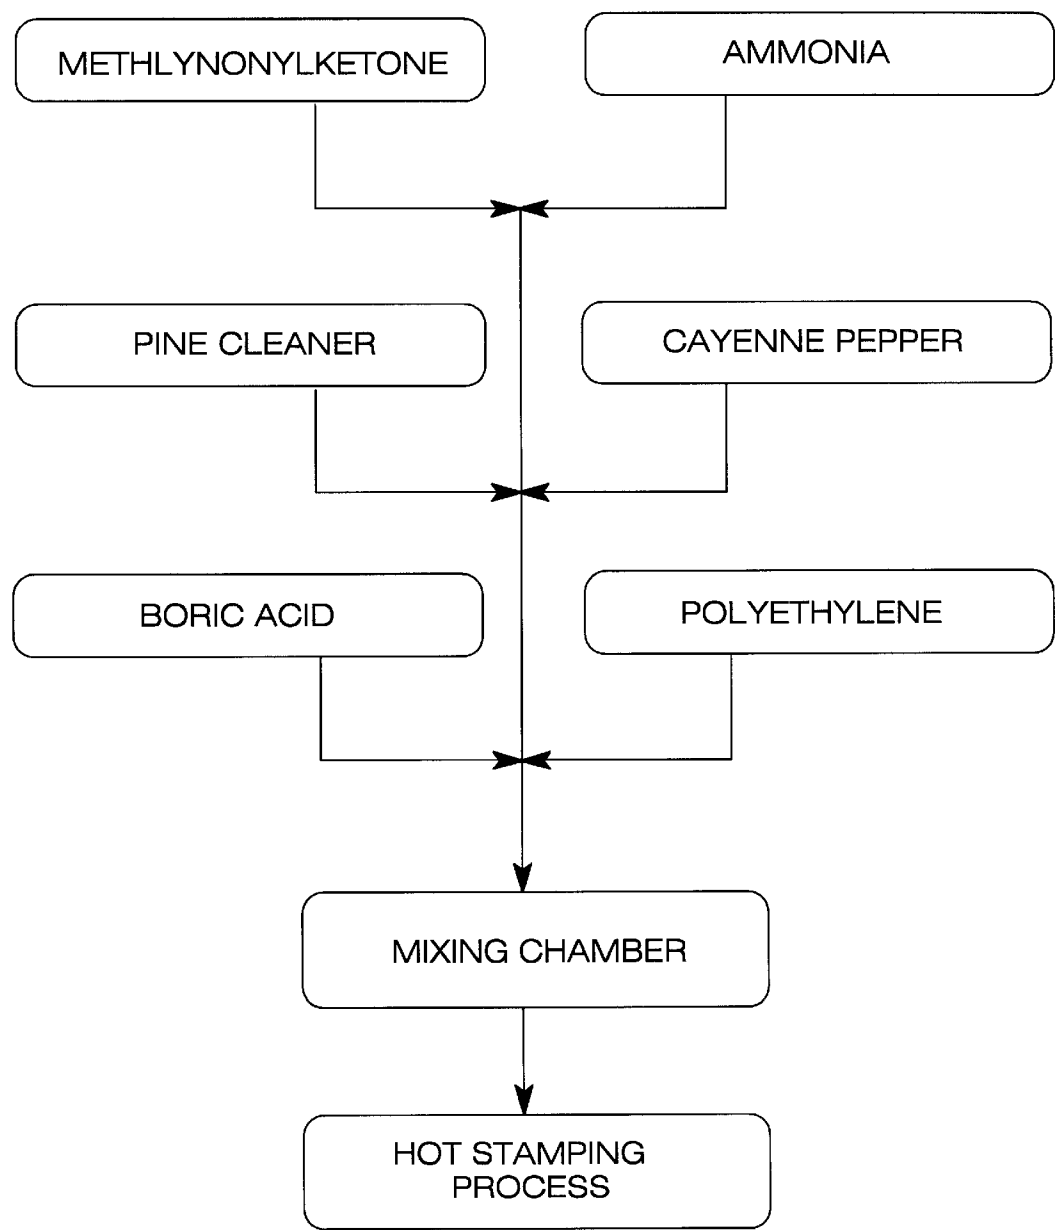 METHLYNONYLKETONE
AMMONIA
PINE CLEANER
CAYENNE PEPPER
BORIC ACID
POLYETHYLENE
MIXING CHAMBER
HOT STAMPING
PROCESS